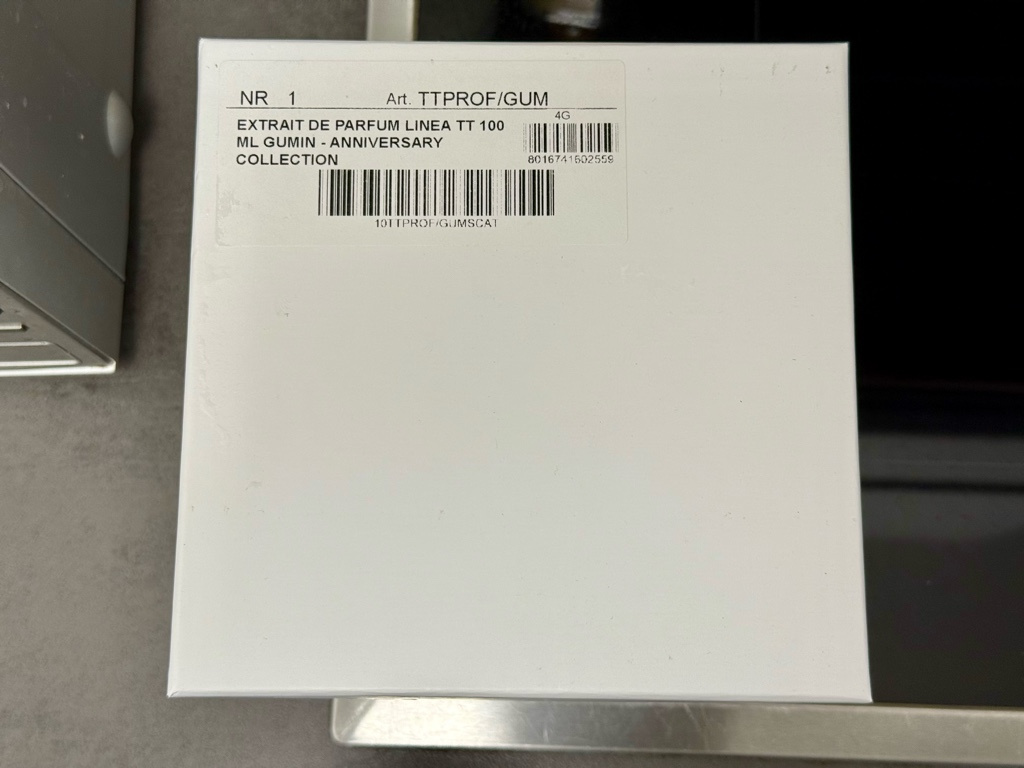 NR 1 Art. TTPROF/GUM
EXTRAIT DE PARFUM LINEA TT 100
ML GUMIN - ANNIVERSARY
COLLECTION
4G
8016741602559
10TTPROF/GUMSCAT